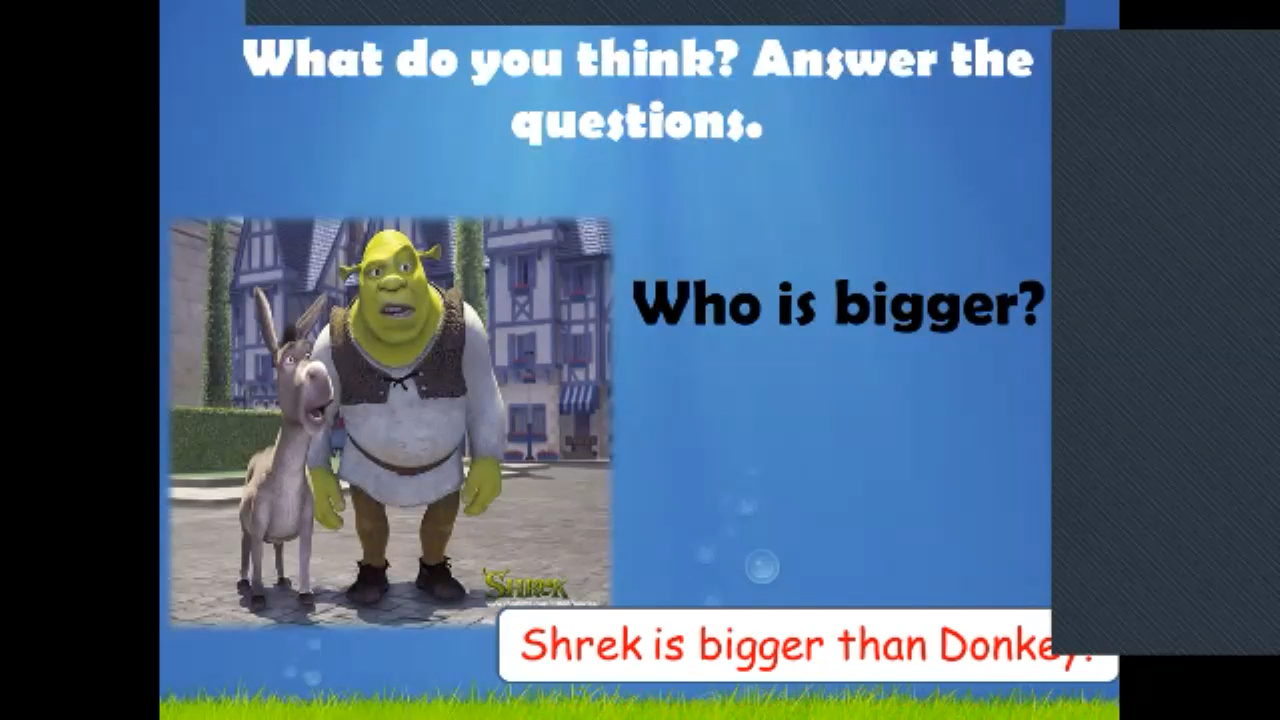 What do you think? Answer the
questions.
Who is bigger?
SHREK
Shrek is bigger than Donkey.